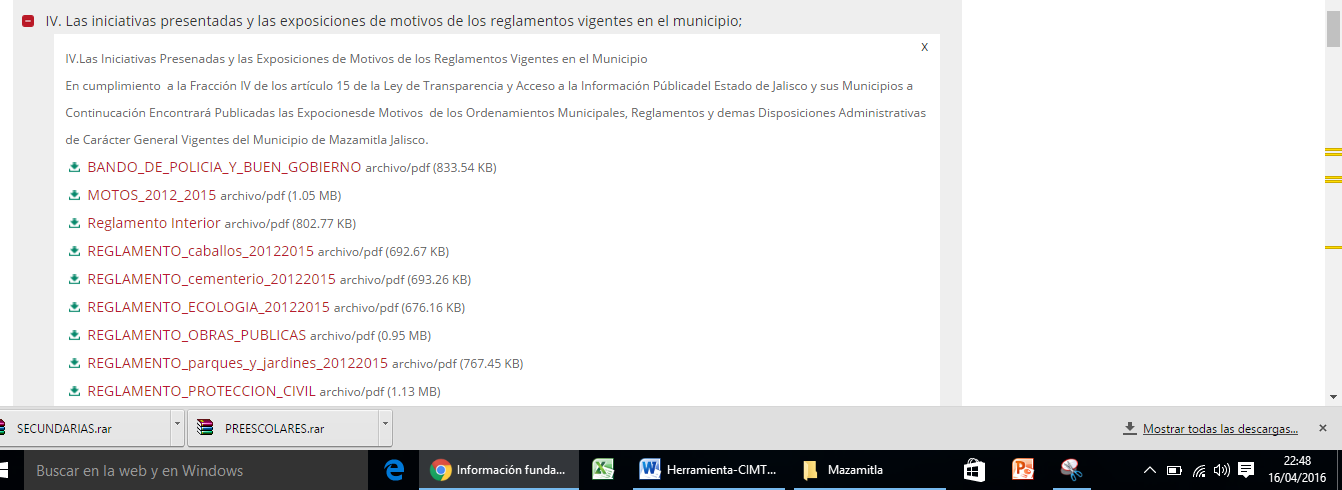 IV. Las iniciativas presentadas y las exposiciones de motivos de los reglamentos vigentes en el municipio;
X
IV.Las Iniciativas Presenadas y las Exposiciones de Motivos de los Reglamentos Vigentes en el Municipio
En cumplimiento a la Fracción IV de los artículo 15 de la Ley de Transparencia y Acceso a la Información Públicadel Estado de Jalisco y sus Municipios a
Continucación Encontrará Publicadas las Expocionesde Motivos de los Ordenamientos Municipales, Reglamentos y demas Disposiciones Administrativas
de Carácter General Vigentes del Municipio de Mazamitla Jalisco.
BANDO_DE_POLICIA_Y_BUEN_GOBIERNO archivo/pdf (833.54 KB)
MOTOS_2012_2015 archivo/pdf (1.05 MB)
Reglamento Interior archivo/pdf (802.77 KB)
REGLAMENTO_caballos_20122015 archivo/pdf (692.67 KB)
REGLAMENTO_cementerio_20122015 archivo/pdf (693.26 KB)
REGLAMENTO_ECOLOGIA_20122015 archivo/pdf (676.16 KB)
REGLAMENTO_OBRAS_PUBLICAS archivo/pdf (0.95 MB)
REGLAMENTO_parques_y_jardines_20122015 archivo/pdf (767.45 KB)
REGLAMENTO_PROTECCION_CIVIL archivo/pdf (1.13 MB)
SECUNDARIAS.rar PREESCOLARES.rar Mostrar todas las descargas...
Buscar en la web y en Windows Información funda... Herramienta-CIMT... Mazamitla 22:48
16/04/2016